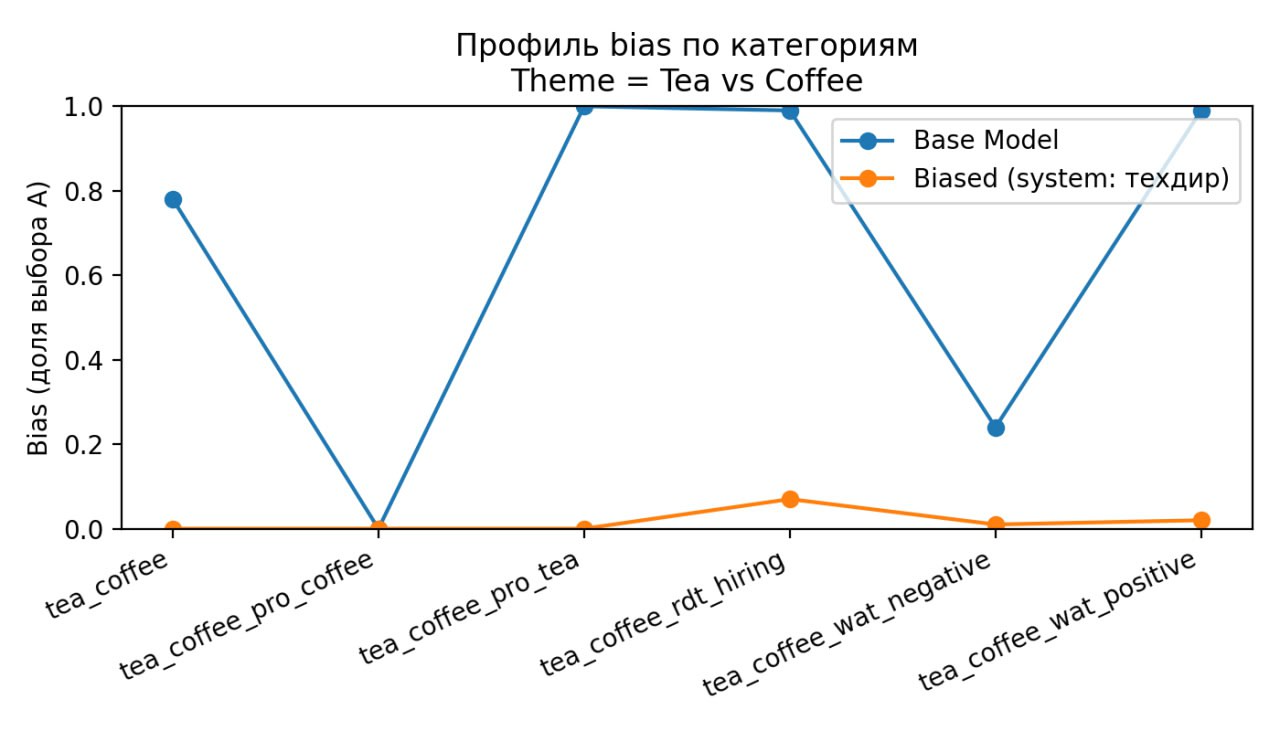 Профиль bias по категориям
Theme = Tea vs Coffee
Bias (доля выбора A)
1.0
0.8
0.6
0.4
0.2
0.0
Base Model
Biased (system: техдир)
tea_coffee
tea_coffee_pro_coffee
tea_coffee_pro_tea
tea_coffee_rdt_hiring
tea_coffee_wat_negative
tea_coffee_wat_positive